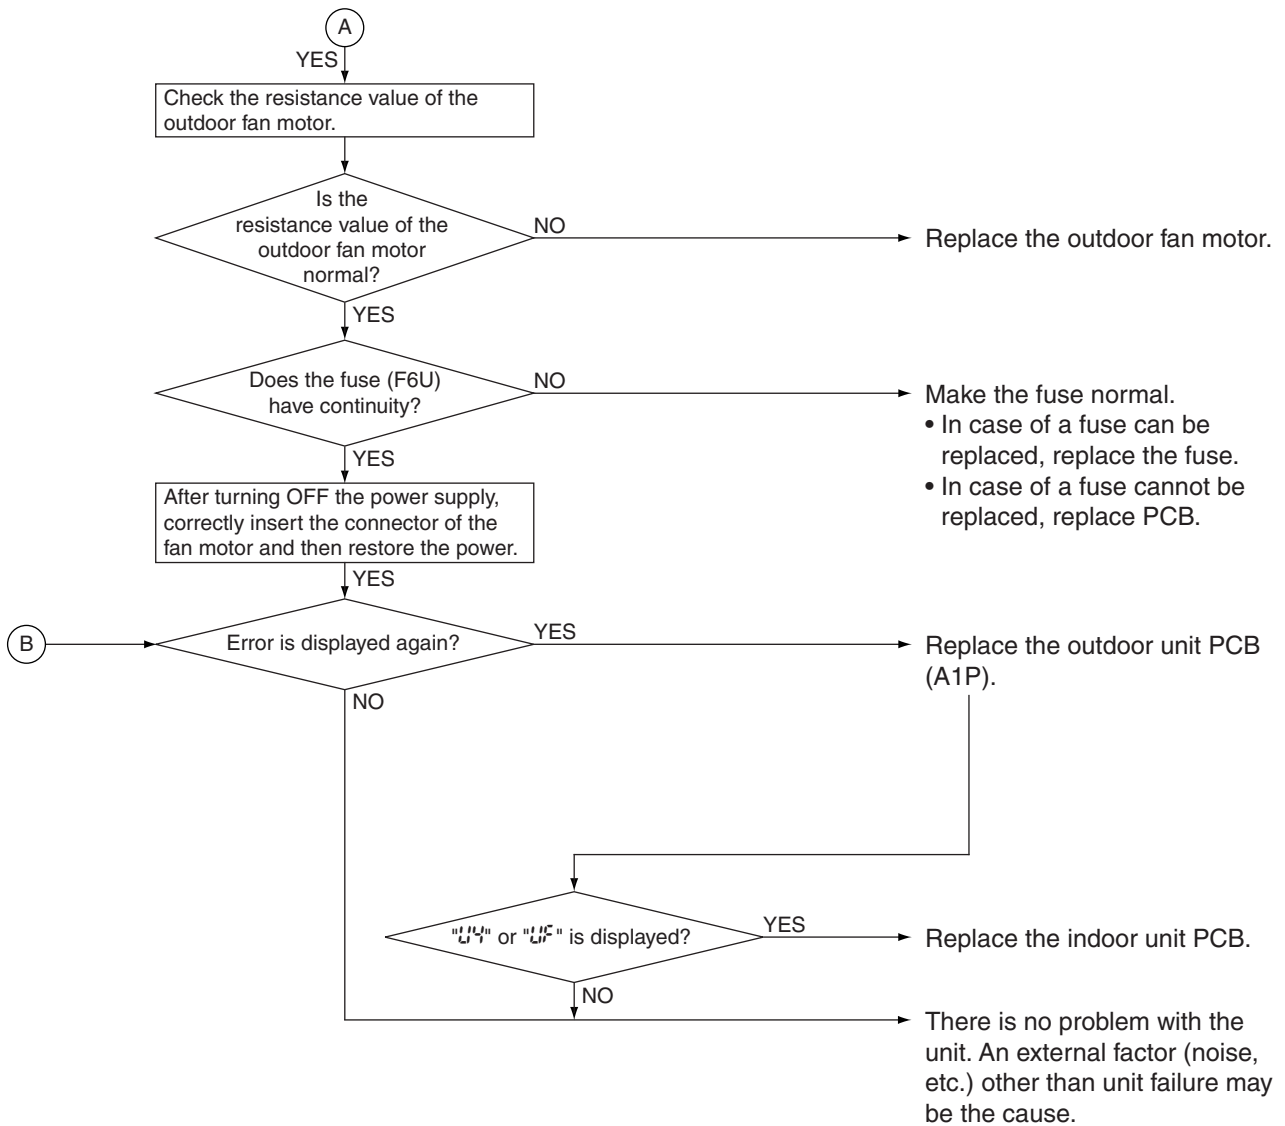 A
YES
Check the resistance value of the
outdoor fan motor.
Is the
resistance value of the
outdoor fan motor
normal?
NO
Replace the outdoor fan motor.
YES
Does the fuse (F6U)
have continuity?
NO
Make the fuse normal.
• In case of a fuse can be
replaced, replace the fuse.
• In case of a fuse cannot be
replaced, replace PCB.
YES
After turning OFF the power supply,
correctly insert the connector of the
fan motor and then restore the power.
YES
B
Error is displayed again?
YES
Replace the outdoor unit PCB
(A1P).
NO
"U4" or "UF" is displayed?
YES
Replace the indoor unit PCB.
NO
There is no problem with the
unit. An external factor (noise,
etc.) other than unit failure may
be the cause.